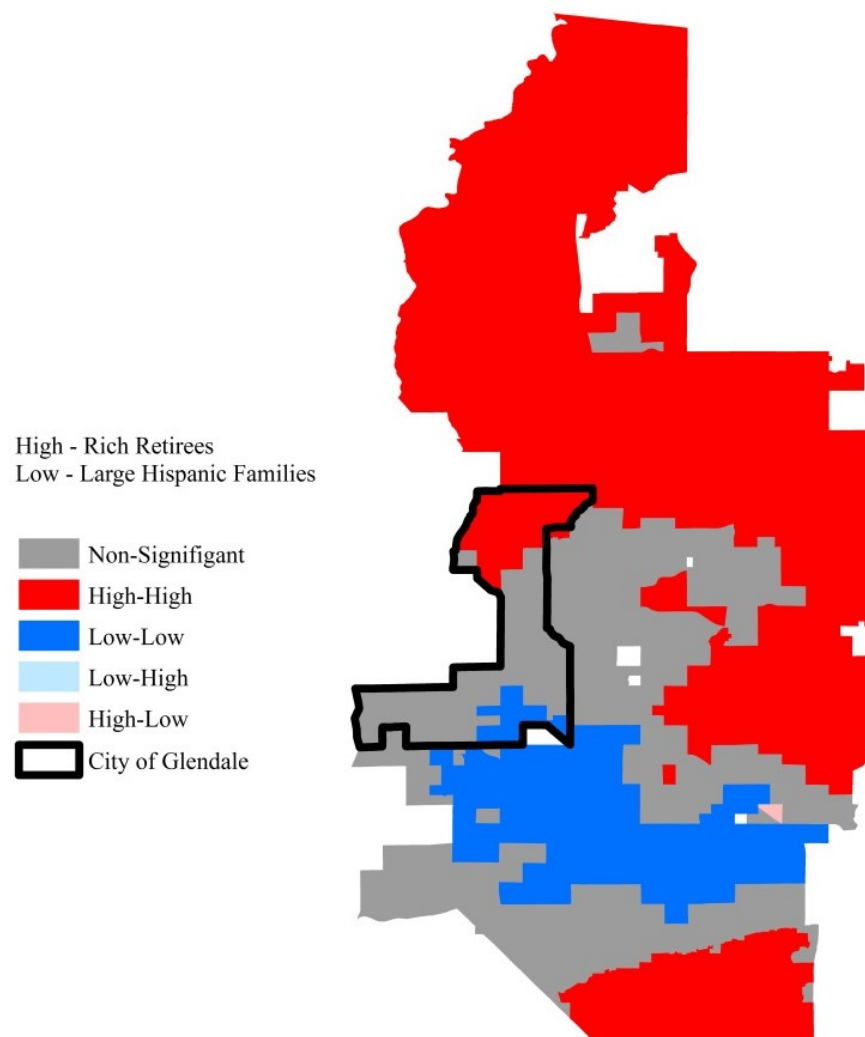 High - Rich Retirees
Low - Large Hispanic Families
Non-Signifigant
High-High
Low-Low
Low-High
High-Low
City of Glendale